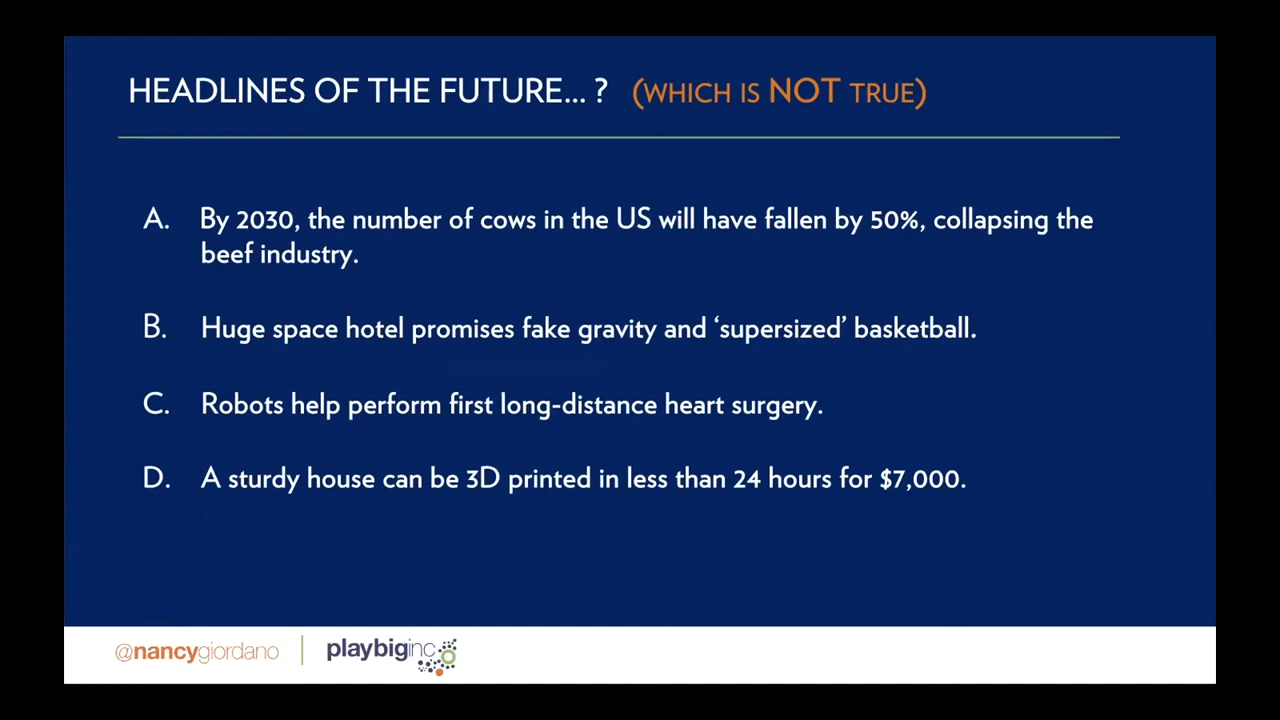 HEADLINES OF THE FUTURE... ? (WHICH IS NOT TRUE)
A. By 2030, the number of cows in the US will have fallen by 50%, collapsing the
beef industry.
B. Huge space hotel promises fake gravity and ‘supersized’ basketball.
C. Robots help perform first long-distance heart surgery.
D. A sturdy house can be 3D printed in less than 24 hours for $7,000.
@nancygiordano | playbiginc